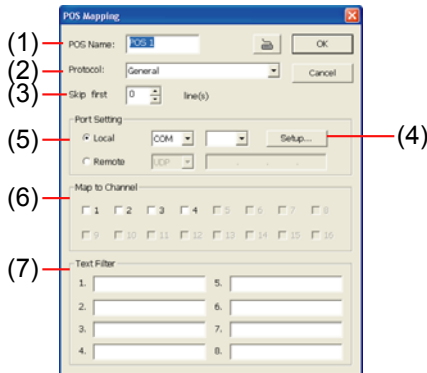 POS Mapping
(1) POS Name: POS 1 OK
(2) Protocol: General Cancel
(3) Skip first 0 line(s)
Port Setting
(5) Local COM Setup... (4)
Remote UDP . . .
(6) Map to Channel
1 2 3 4 5 6 7 8
9 10 11 12 13 14 15 16
(7) Text Filter
1. 5.
2. 6.
3. 7.
4. 8.